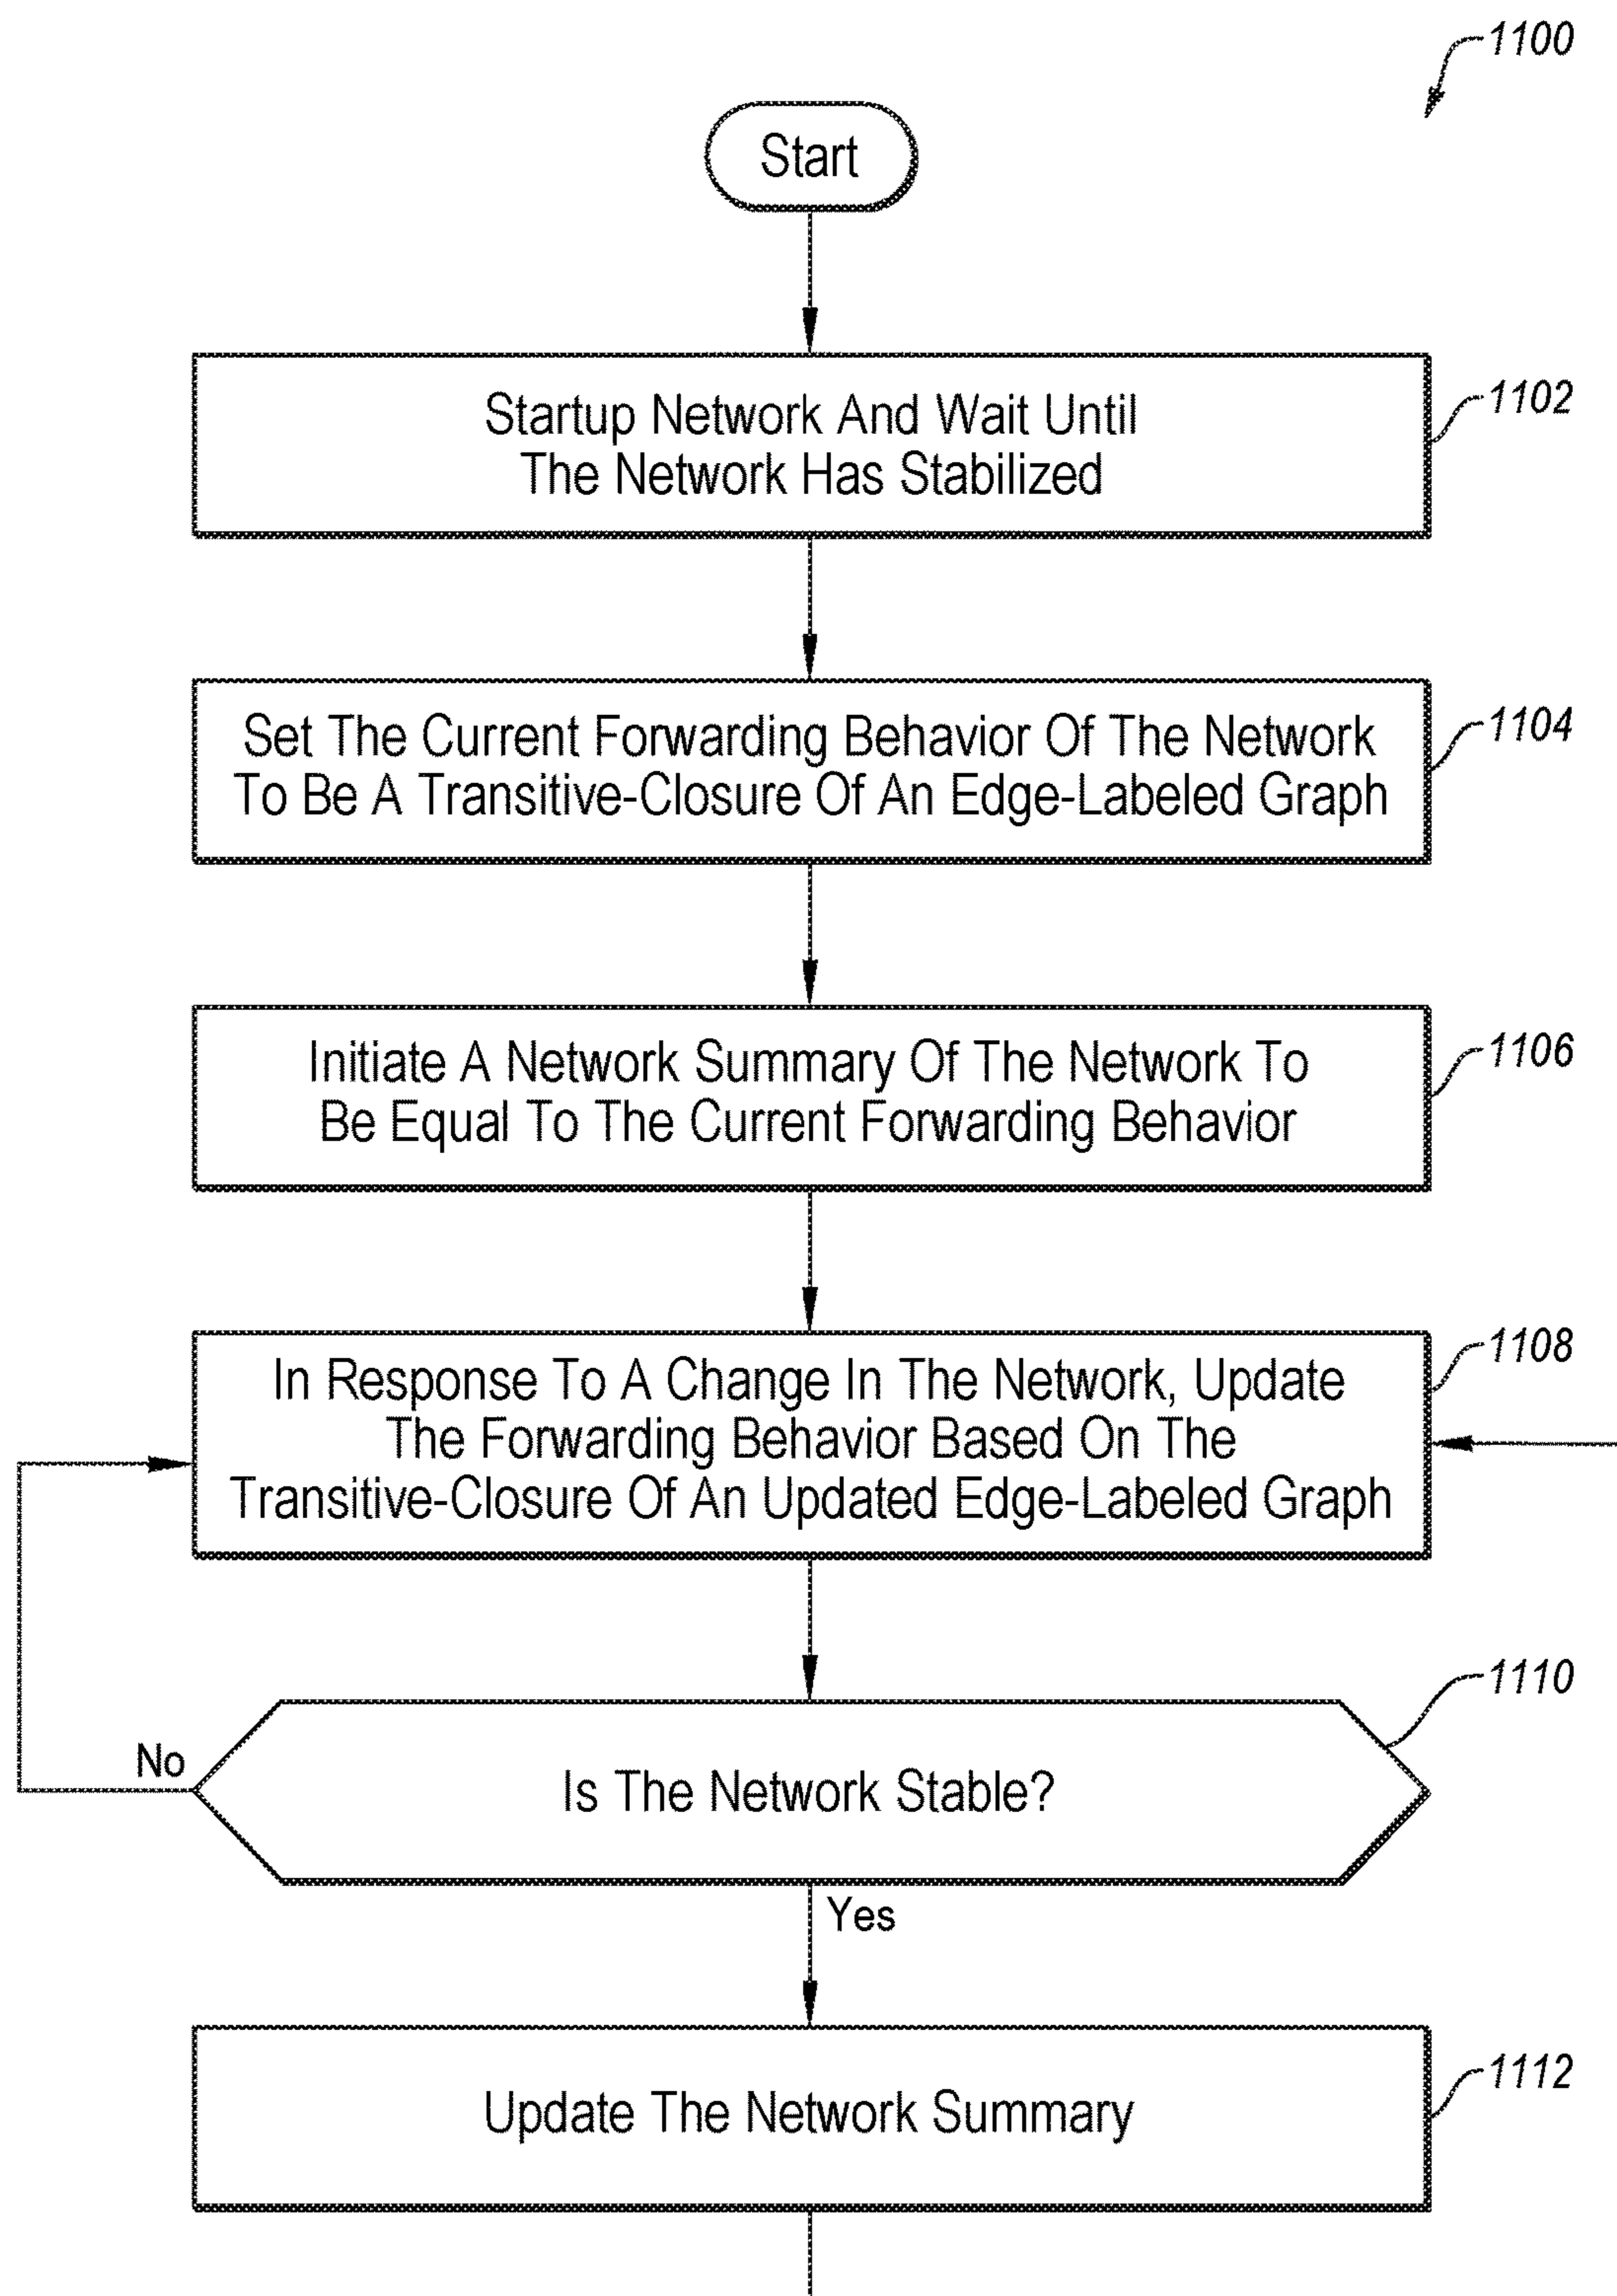 1100
Start
Startup Network And Wait Until
The Network Has Stabilized
1102
Set The Current Forwarding Behavior Of The Network
To Be A Transitive-Closure Of An Edge-Labeled Graph
1104
Initiate A Network Summary Of The Network To
Be Equal To The Current Forwarding Behavior
1106
In Response To A Change In The Network, Update
The Forwarding Behavior Based On The
Transitive-Closure Of An Updated Edge-Labeled Graph
1108
1110
No
Is The Network Stable?
Yes
Update The Network Summary
1112